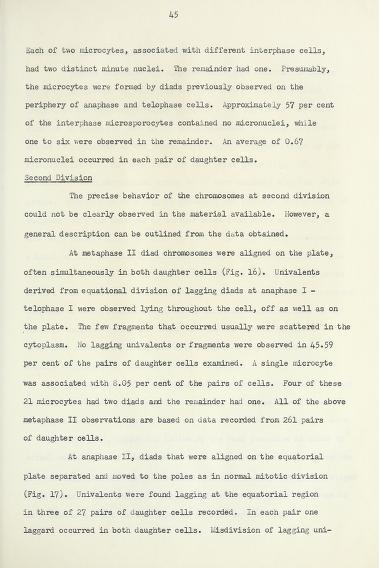 45
Each of two microcytes, associated with different interphase cells,
had two distinct minute nuclei. The remainder had one. Presumably,
the microcytes were formed by diads previously observed on the
periphery of anaphase and telophase cells. Approximately 57 per cent
of the interphase microsporocytes contained no micronuclei, while
one to six were observed in the remainder. An average of 0.67
micronuclei occurred in each pair of daughter cells.
Second Division
The precise behavior of the chromosomes at second division
could not be clearly observed in the material available. However, a
general description can be outlined from the data obtained.
At metaphase II diad chromosomes were aligned on the plate,
often simultaneously in both daughter cells (Fig. 16). Univalents
derived from equational division of lagging diads at anaphase I -
telophase I were observed lying throughout the cell, off as well as on
the plate. The few fragments that occurred usually were scattered in the
cytoplasm. No lagging univalents or fragments were observed in 45.59
per cent of the pairs of daughter cells examined. A single microcyte
was associated with 8.05 per cent of the pairs of cells. Four of these
21 microcytes had two diads and the remainder had one. All of the above
metaphase II observations are based on data recorded from 261 pairs
of daughter cells.
At anaphase II, diads that were aligned on the equatorial
plate separated and moved to the poles as in normal mitotic division
(Fig. 17). Univalents were found lagging at the equatorial region
in three of 27 pairs of daughter cells recorded. In each pair one
laggard occurred in both daughter cells. Misdivision of lagging uni-